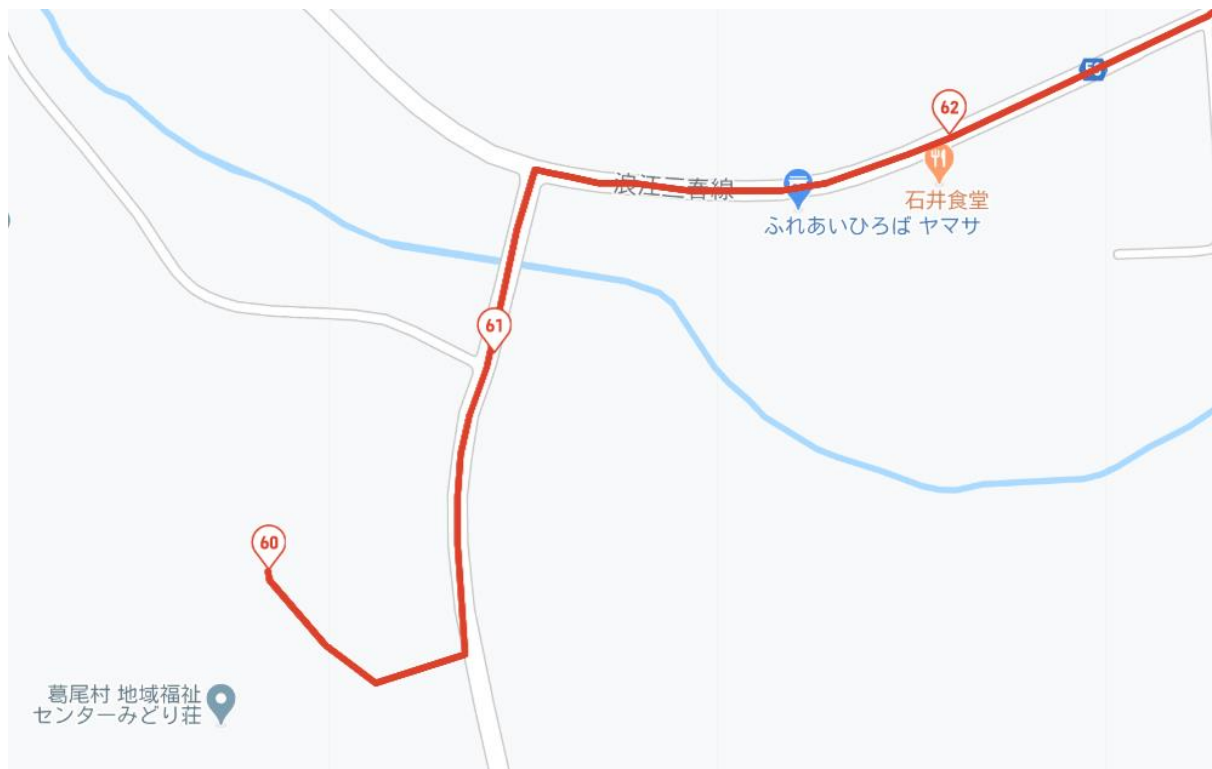 62
浪江三春線
石井食堂
ふれあいひろば ヤマサ
61
60
葛尾村 地域福祉
センターみどり荘